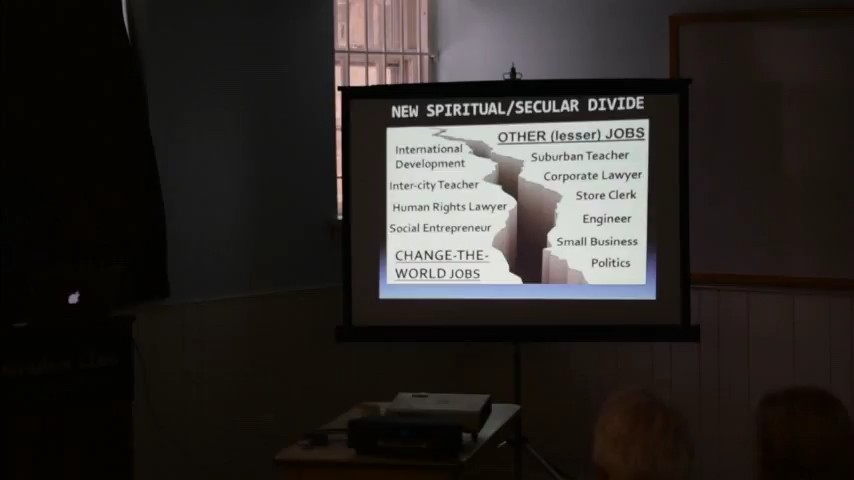 NEW SPIRITUAL/SECULAR DIVIDE
International
Development
Inter-city Teacher
Human Rights Lawyer
Social Entrepreneur
CHANGE-THE-
WORLD JOBS
OTHER (lesser) JOBS
Suburban Teacher
Corporate Lawyer
Store Clerk
Engineer
Small Business
Politics